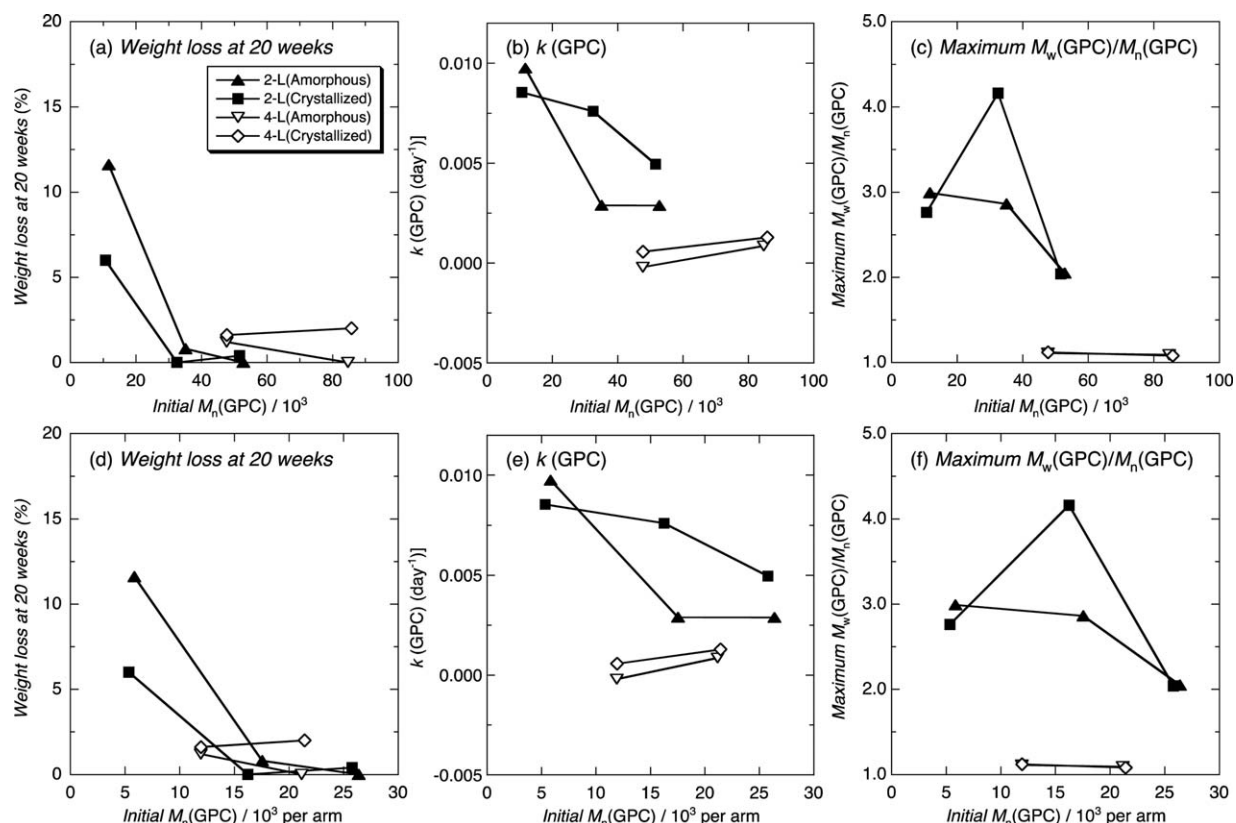 (a) Weight loss at 20 weeks
2-L(Amorphous)
2-L(Crystallized)
4-L(Amorphous)
4-L(Crystallized)
Weight loss at 20 weeks (%)
20
15
10
5
0
0 20 40 60 80 100
Initial Mn(GPC) / 10³
(b) k (GPC)
k (GPC) (day⁻¹)]
0.010
0.005
0.000
-0.005
0 20 40 60 80 100
Initial Mn(GPC) / 10³
(c) Maximum Mw(GPC)/Mn(GPC)
Maximum Mw(GPC)/Mn(GPC)
5.0
4.0
3.0
2.0
1.0
0 20 40 60 80 100
Initial Mn(GPC) / 10³
(d) Weight loss at 20 weeks
Weight loss at 20 weeks (%)
20
15
10
5
0
0 5 10 15 20 25 30
Initial Mn(GPC) / 10³ per arm
(e) k (GPC)
k (GPC) (day⁻¹)]
0.010
0.005
0.000
-0.005
0 5 10 15 20 25 30
Initial Mn(GPC) / 10³ per arm
(f) Maximum Mw(GPC)/Mn(GPC)
Maximum Mw(GPC)/Mn(GPC)
5.0
4.0
3.0
2.0
1.0
0 5 10 15 20 25 30
Initial Mn(GPC) / 10³ per arm